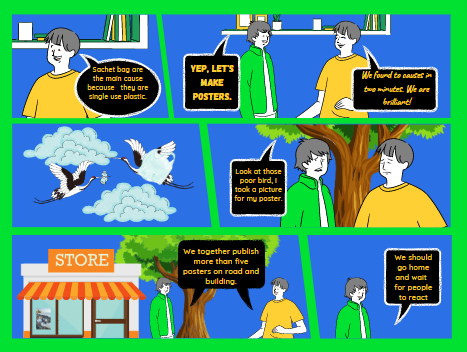 Sachet bag are
the main cause
because they are
single use plastic.
YEP, LET'S
MAKE
POSTERS.
We found to causes in
two minutes. We are
brilliant!
Look at those
poor bird, I
took a picture
for my poster.
STORE
We together publish
more than five
posters on road and
building.
We should
go home
and wait
for people
to react